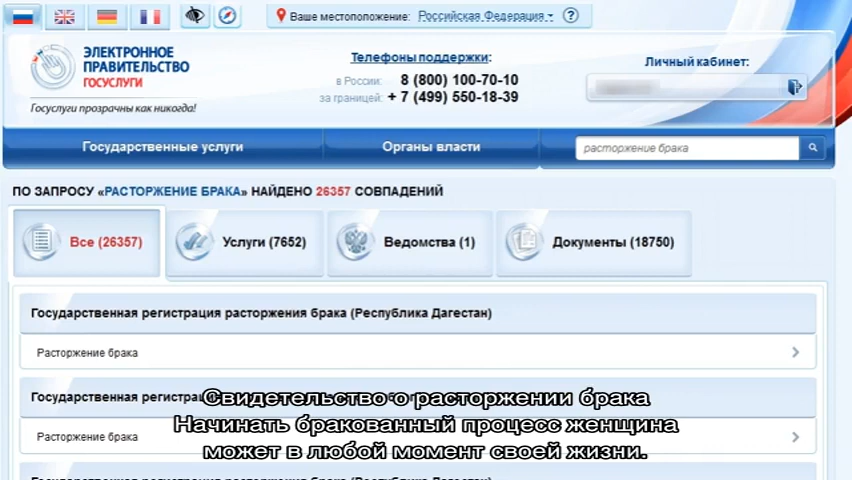 Ваше местоположение: Российская Федерация
ЭЛЕКТРОННОЕ
ПРАВИТЕЛЬСТВО
ГОСУСЛУГИ
Госуслуги прозрачны как никогда!
Телефоны поддержки:
в России: 8 (800) 100-70-10
за границей: + 7 (499) 550-18-39
Личный кабинет:
Государственные услуги
Органы власти
расторжение брака
ПО ЗАПРОСУ «РАСТОРЖЕНИЕ БРАКА» НАЙДЕНО 26357 СОВПАДЕНИЙ
Все (26357)
Услуги (7652)
Ведомства (1)
Документы (18750)
Государственная регистрация расторжения брака (Республика Дагестан)
Расторжение брака
Государственная регистрац
Расторжение брака
Свидетельство о расторжении брака
Начинать бракованный процесс женщина
может в любой момент своей жизни.